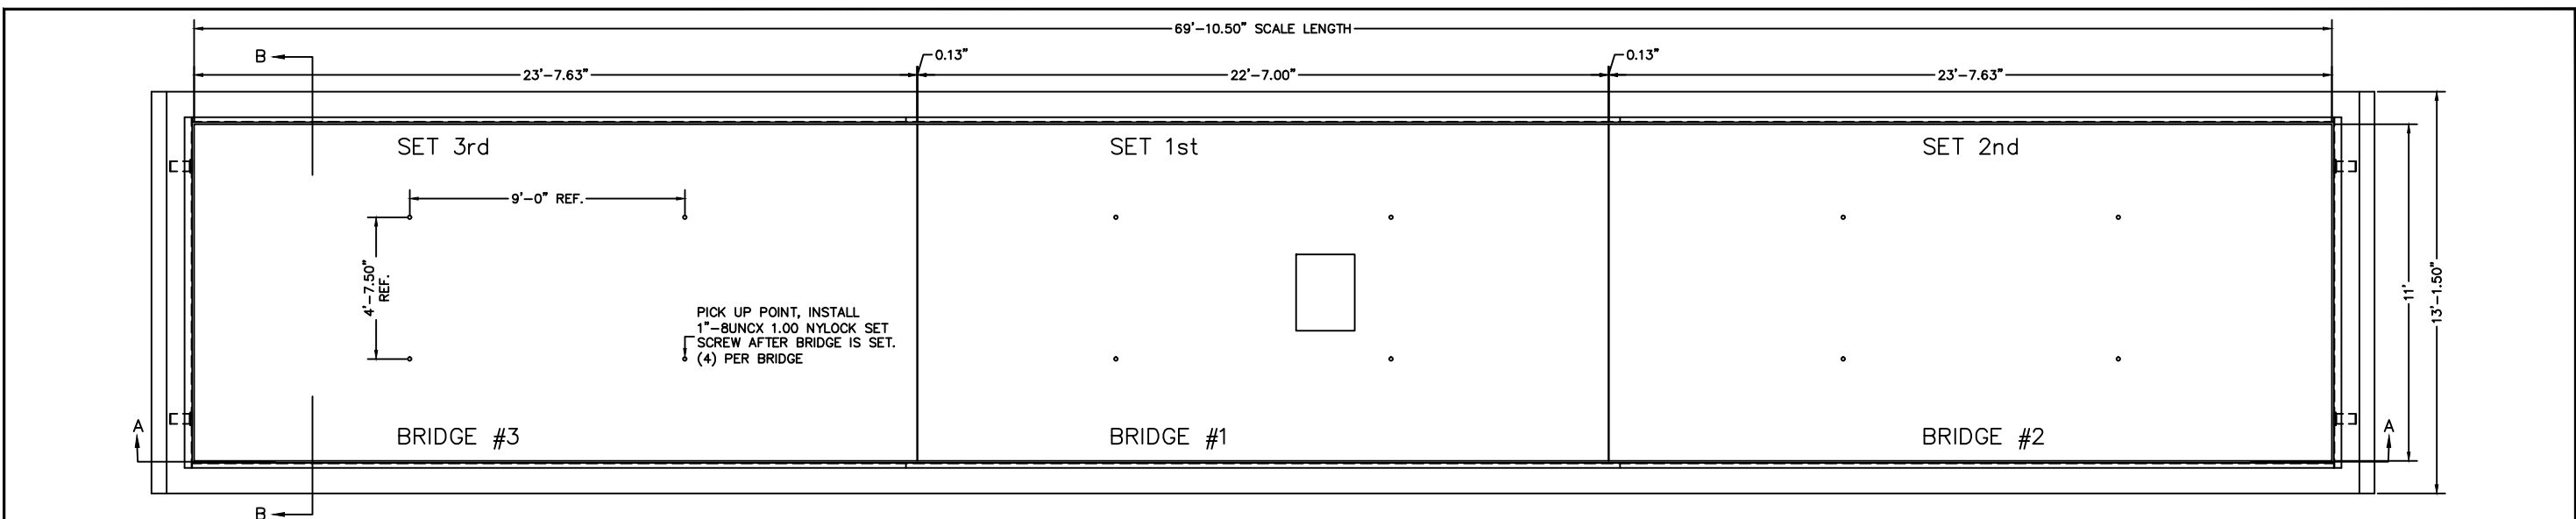 69'-10.50" SCALE LENGTH
B
0.13"
0.13"
23'-7.63"
22'-7.00"
23'-7.63"
SET 3rd
SET 1st
SET 2nd
9'-0" REF.
4'-7.50"
REF.
11'
13'-1.50"
PICK UP POINT, INSTALL
1"-8UNCX 1.00 NYLOCK SET
SCREW AFTER BRIDGE IS SET.
(4) PER BRIDGE
A
A
BRIDGE #3
BRIDGE #1
BRIDGE #2
B